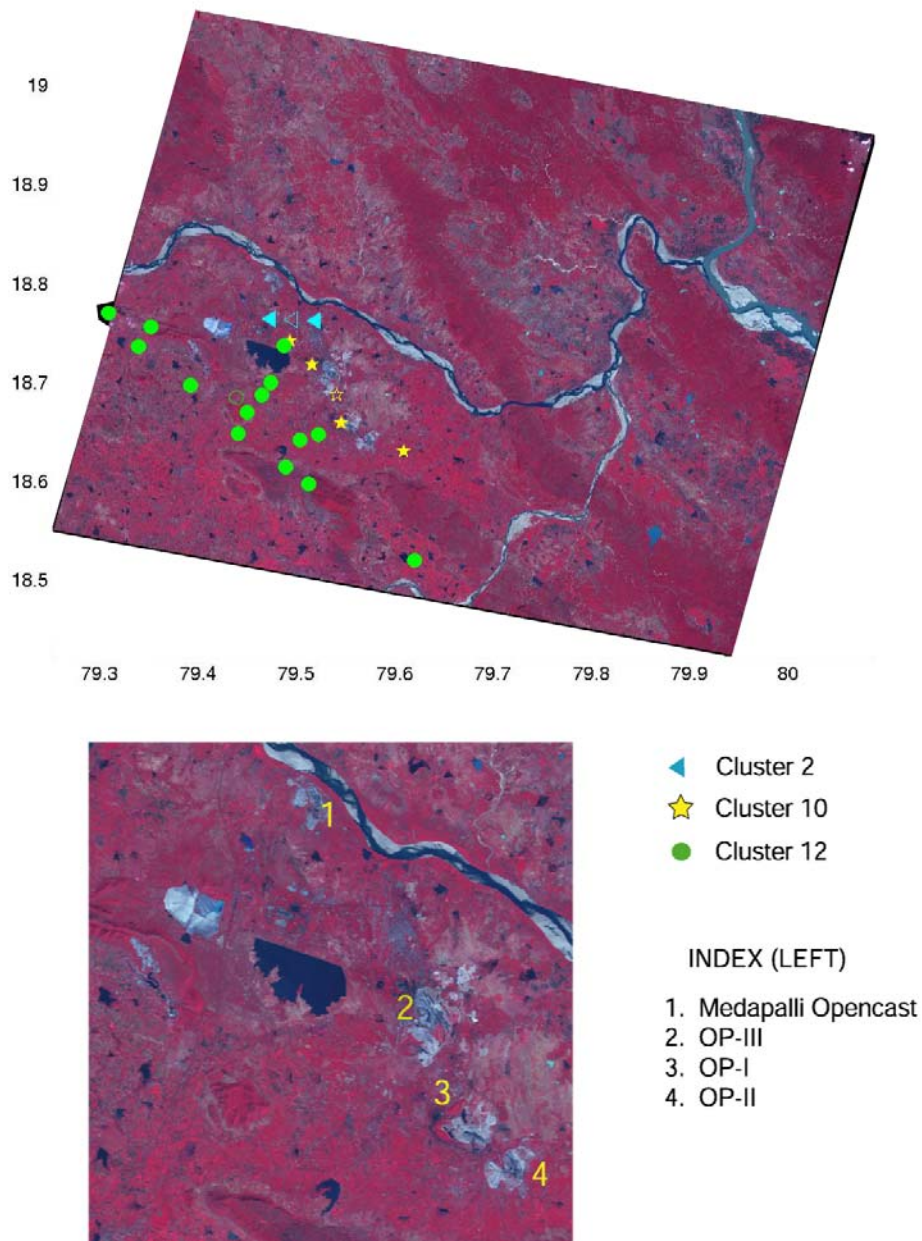 19
18.9
18.8
18.7
18.6
18.5
79.3 79.4 79.5 79.6 79.7 79.8 79.9 80
1
2
3
4
Cluster 2
Cluster 10
Cluster 12
INDEX (LEFT)
1. Medapalli Opencast
2. OP-III
3. OP-I
4. OP-II